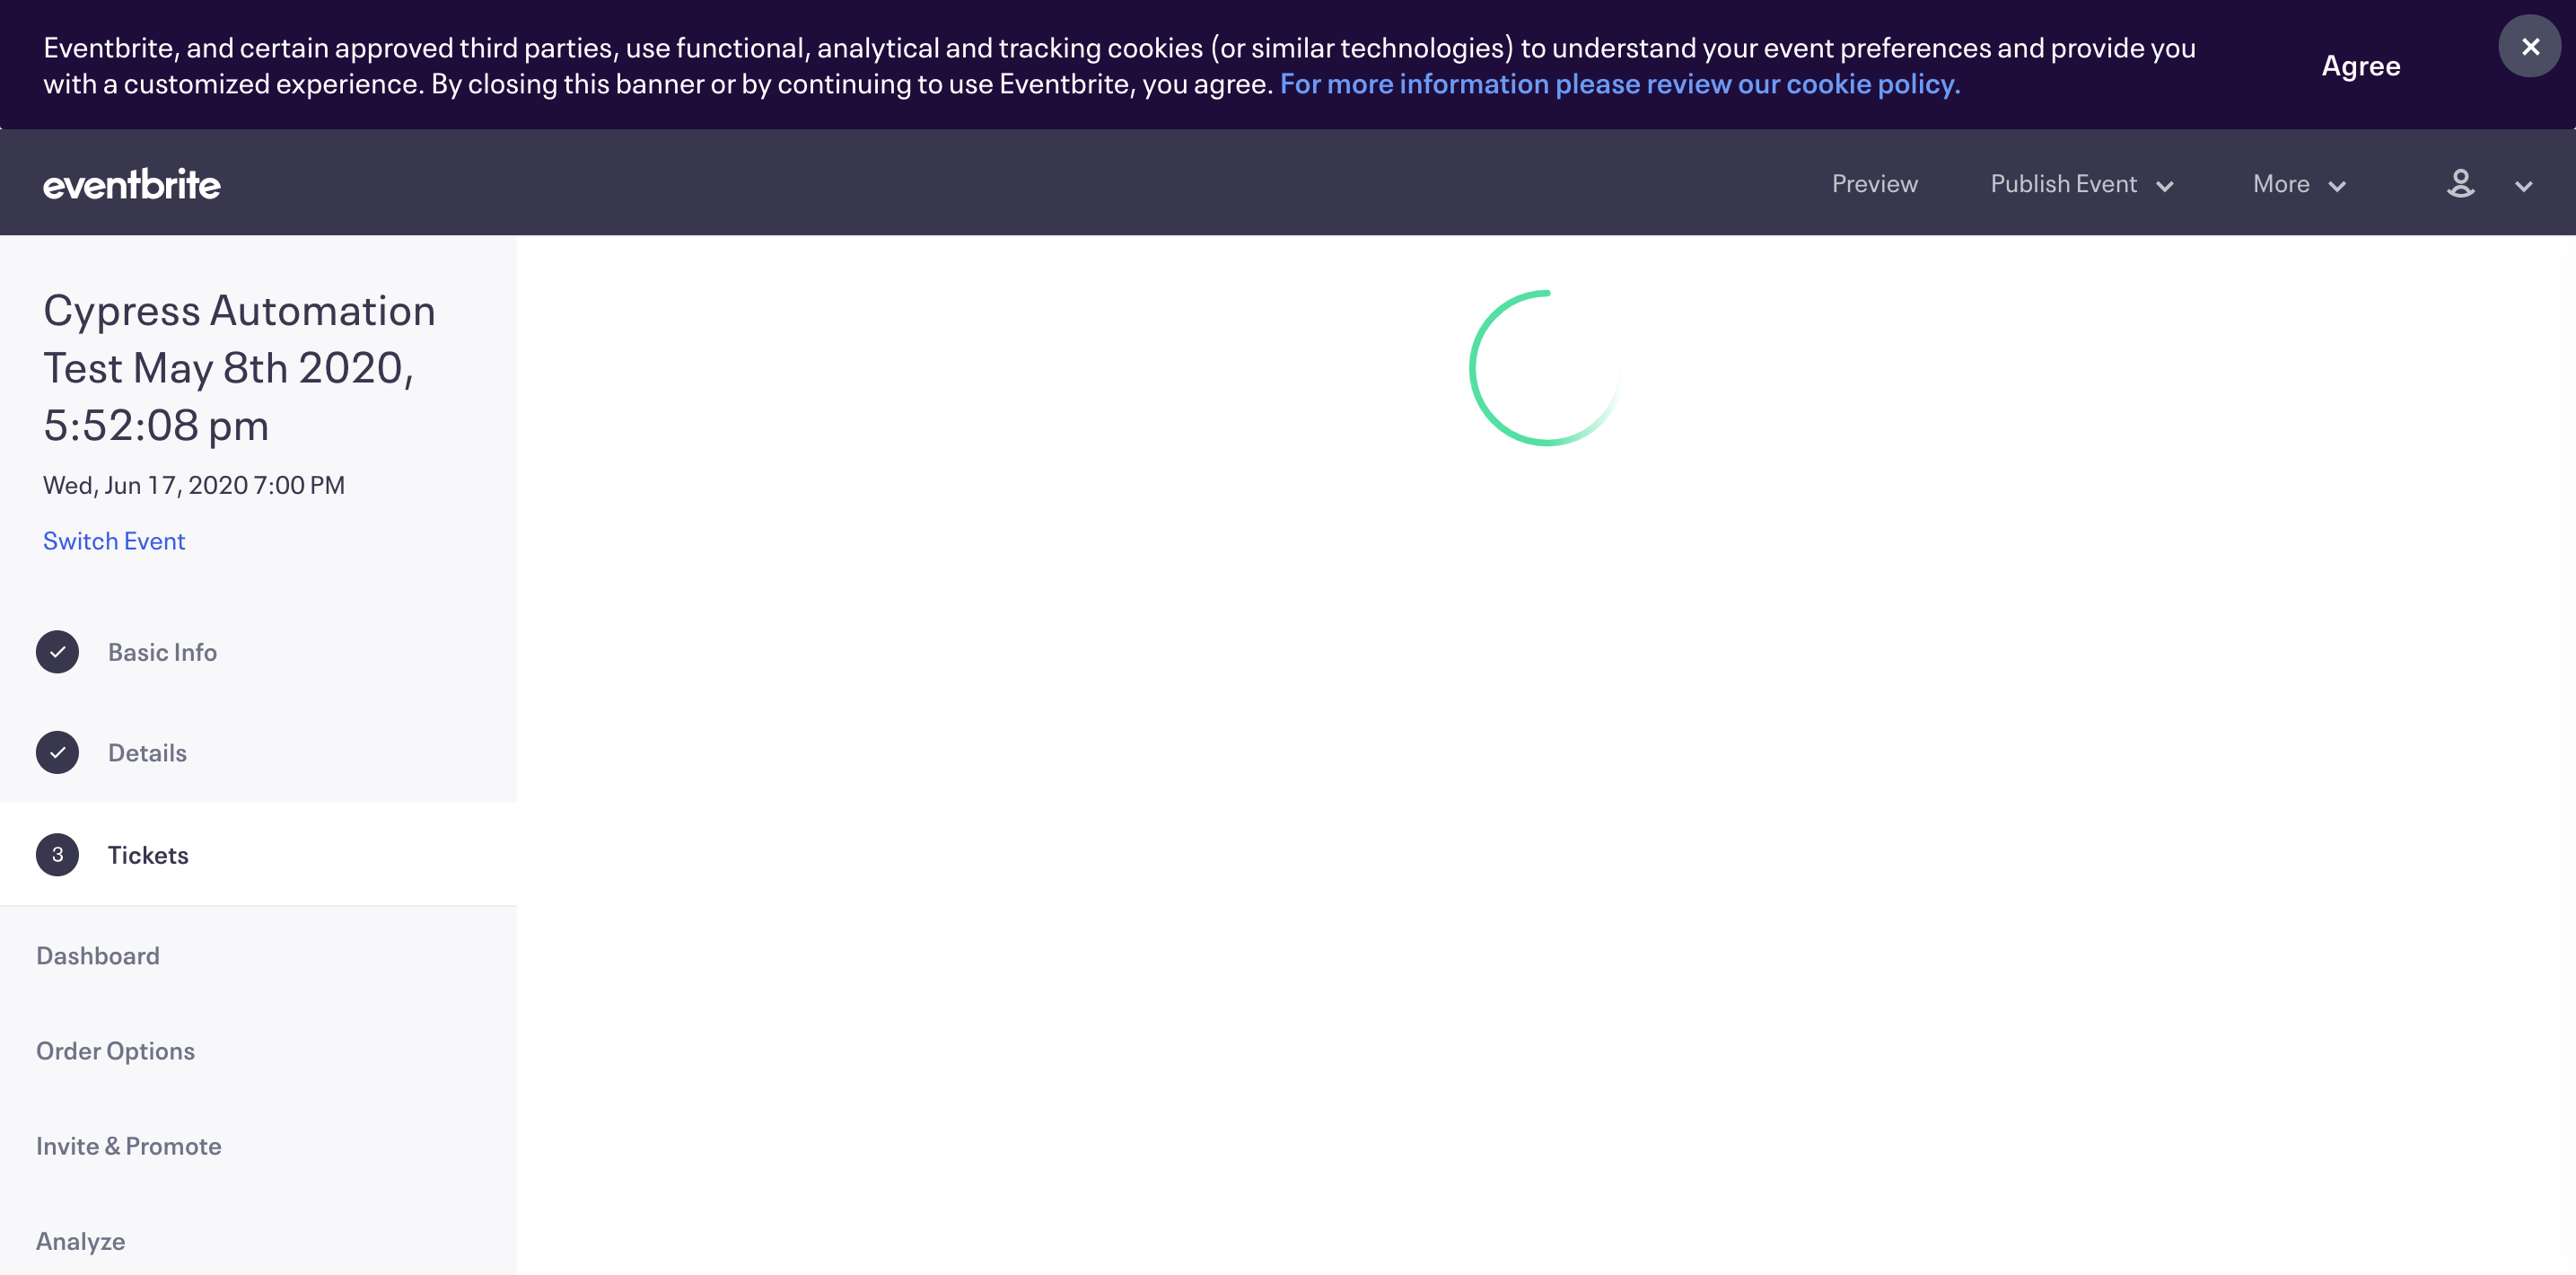 Eventbrite, and certain approved third parties, use functional, analytical and tracking cookies (or similar technologies) to understand your event preferences and provide you
with a customized experience. By closing this banner or by continuing to use Eventbrite, you agree. For more information please review our cookie policy.
Agree
eventbrite
Preview
Publish Event
More
Cypress Automation
Test May 8th 2020,
5:52:08 pm
Wed, Jun 17, 2020 7:00 PM
Switch Event
Basic Info
Details
3 Tickets
Dashboard
Order Options
Invite & Promote
Analyze